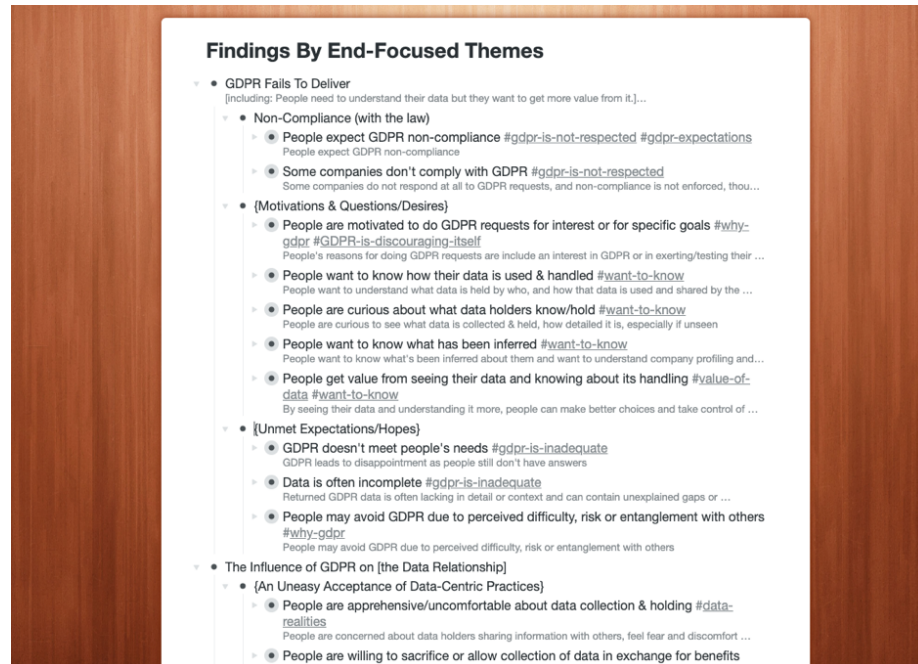 Findings By End-Focused Themes
GDPR Fails To Deliver
[including: People need to understand their data but they want to get more value from it.]...
Non-Compliance (with the law)
People expect GDPR non-compliance #gdpr-is-not-respected #gdpr-expectations
People expect GDPR non-compliance
Some companies don't comply with GDPR #gdpr-is-not-respected
Some companies do not respond at all to GDPR requests, and non-compliance is not enforced, thou...
{Motivations & Questions/Desires}
People are motivated to do GDPR requests for interest or for specific goals #why-
gdpr #GDPR-is-discouraging-itself
People's reasons for doing GDPR requests are include an interest in GDPR or in exerting/testing their ...
People want to know how their data is used & handled #want-to-know
People want to understand what data is held by who, and how that data is used and shared by the ...
People are curious about what data holders know/hold #want-to-know
People are curious to see what data is collected & held, how detailed it is, especially if unseen
People want to know what has been inferred #want-to-know
People want to know what's been inferred about them and want to understand company profiling and...
People get value from seeing their data and knowing about its handling #value-of-
data #want-to-know
By seeing their data and understanding it more, people can make better choices and take control of ...
{Unmet Expectations/Hopes}
GDPR doesn't meet people's needs #gdpr-is-inadequate
GDPR leads to disappointment as people still don't have answers
Data is often incomplete #gdpr-is-inadequate
Returned GDPR data is often lacking in detail or context and can contain unexplained gaps or ...
People may avoid GDPR due to perceived difficulty, risk or entanglement with others
#why-gdpr
People may avoid GDPR due to perceived difficulty, risk or entanglement with others
The Influence of GDPR on [the Data Relationship]
{An Uneasy Acceptance of Data-Centric Practices}
People are apprehensive/uncomfortable about data collection & holding #data-
realities
People are concerned about data holders sharing information with others, feel fear and discomfort ...
People are willing to sacrifice or allow collection of data in exchange for benefits